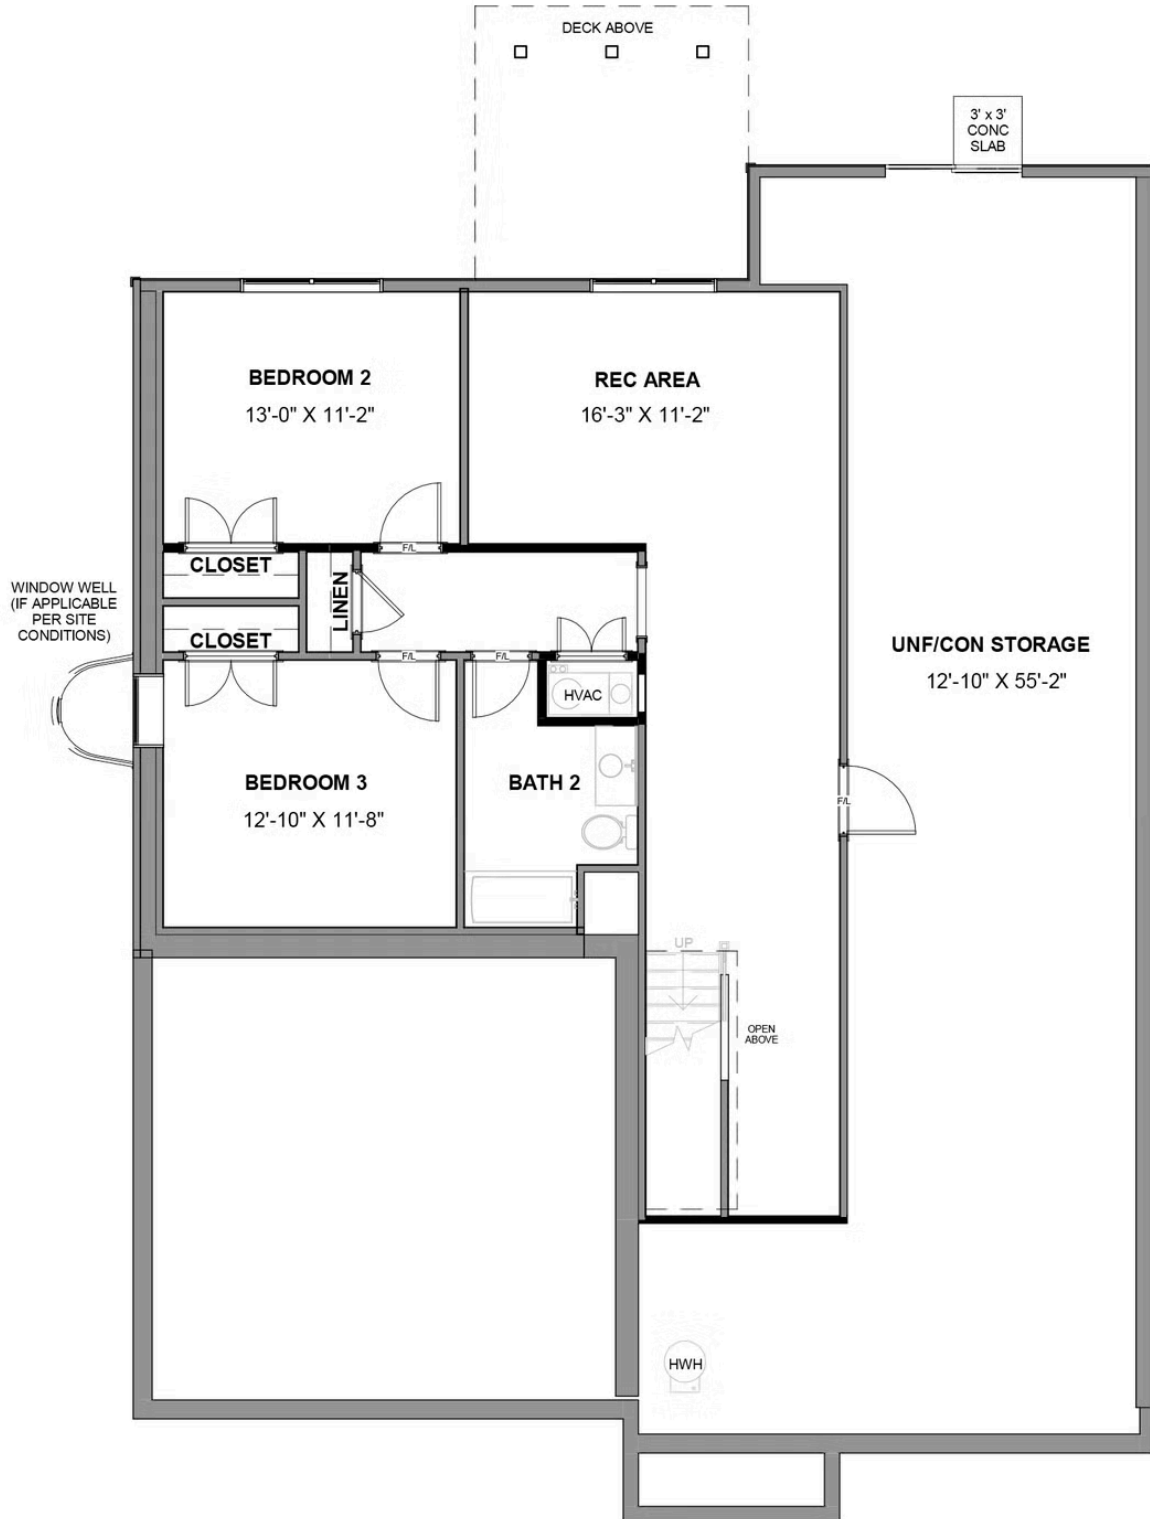 DECK ABOVE
3' x 3'
CONC
SLAB
BEDROOM 2
13'-0" X 11'-2"
REC AREA
16'-3" X 11'-2"
F/L
CLOSET
LINEN
WINDOW WELL
(IF APPLICABLE
PER SITE
CONDITIONS)
CLOSET
F/L
F/L
UNF/CON STORAGE
12'-10" X 55'-2"
HVAC
BEDROOM 3
12'-10" X 11'-8"
BATH 2
F/L
UP
OPEN
ABOVE
HWH